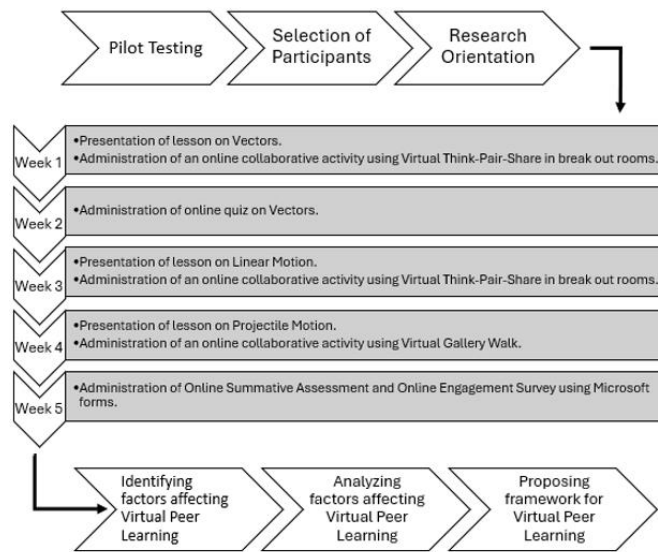 Pilot Testing
Selection of
Participants
Research
Orientation
Week 1
•Presentation of lesson on Vectors.
•Administration of an online collaborative activity using Virtual Think-Pair-Share in break out rooms.
Week 2
•Administration of online quiz on Vectors.
Week 3
•Presentation of lesson on Linear Motion.
•Administration of an online collaborative activity using Virtual Think-Pair-Share in break out rooms.
Week 4
•Presentation of lesson on Projectile Motion.
•Administration of an online collaborative activity using Virtual Gallery Walk.
Week 5
•Administration of Online Summative Assessment and Online Engagement Survey using Microsoft
forms.
Identifying
factors affecting
Virtual Peer
Learning
Analyzing
factors affecting
Virtual Peer
Learning
Proposing
framework for
Virtual Peer
Learning